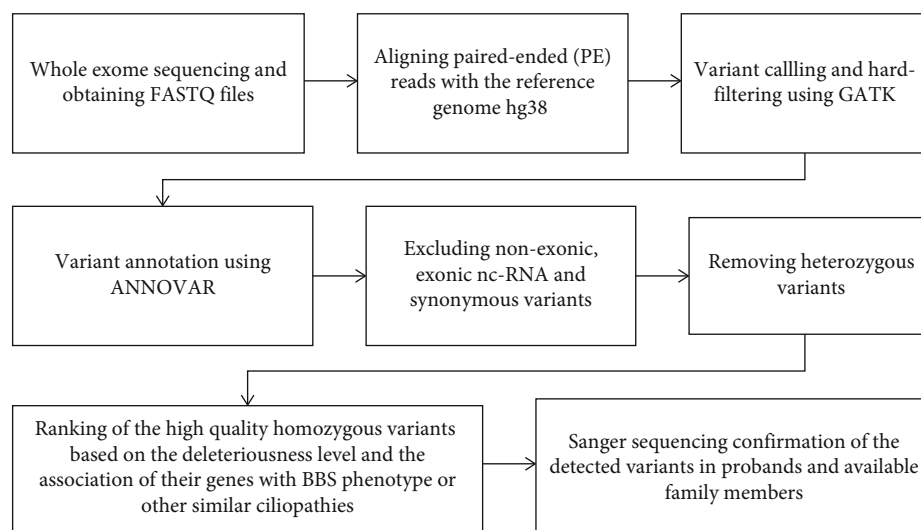 Whole exome sequencing and
obtaining FASTQ files
Aligning paired-ended (PE)
reads with the reference
genome hg38
Variant callling and hard-
filtering using GATK
Variant annotation using
ANNOVAR
Excluding non-exonic,
exonic nc-RNA and
synonymous variants
Removing heterozygous
variants
Ranking of the high quality homozygous variants
based on the deleteriousness level and the
association of their genes with BBS phenotype or
other similar ciliopathies
Sanger sequencing confirmation of the
detected variants in probands and available
family members